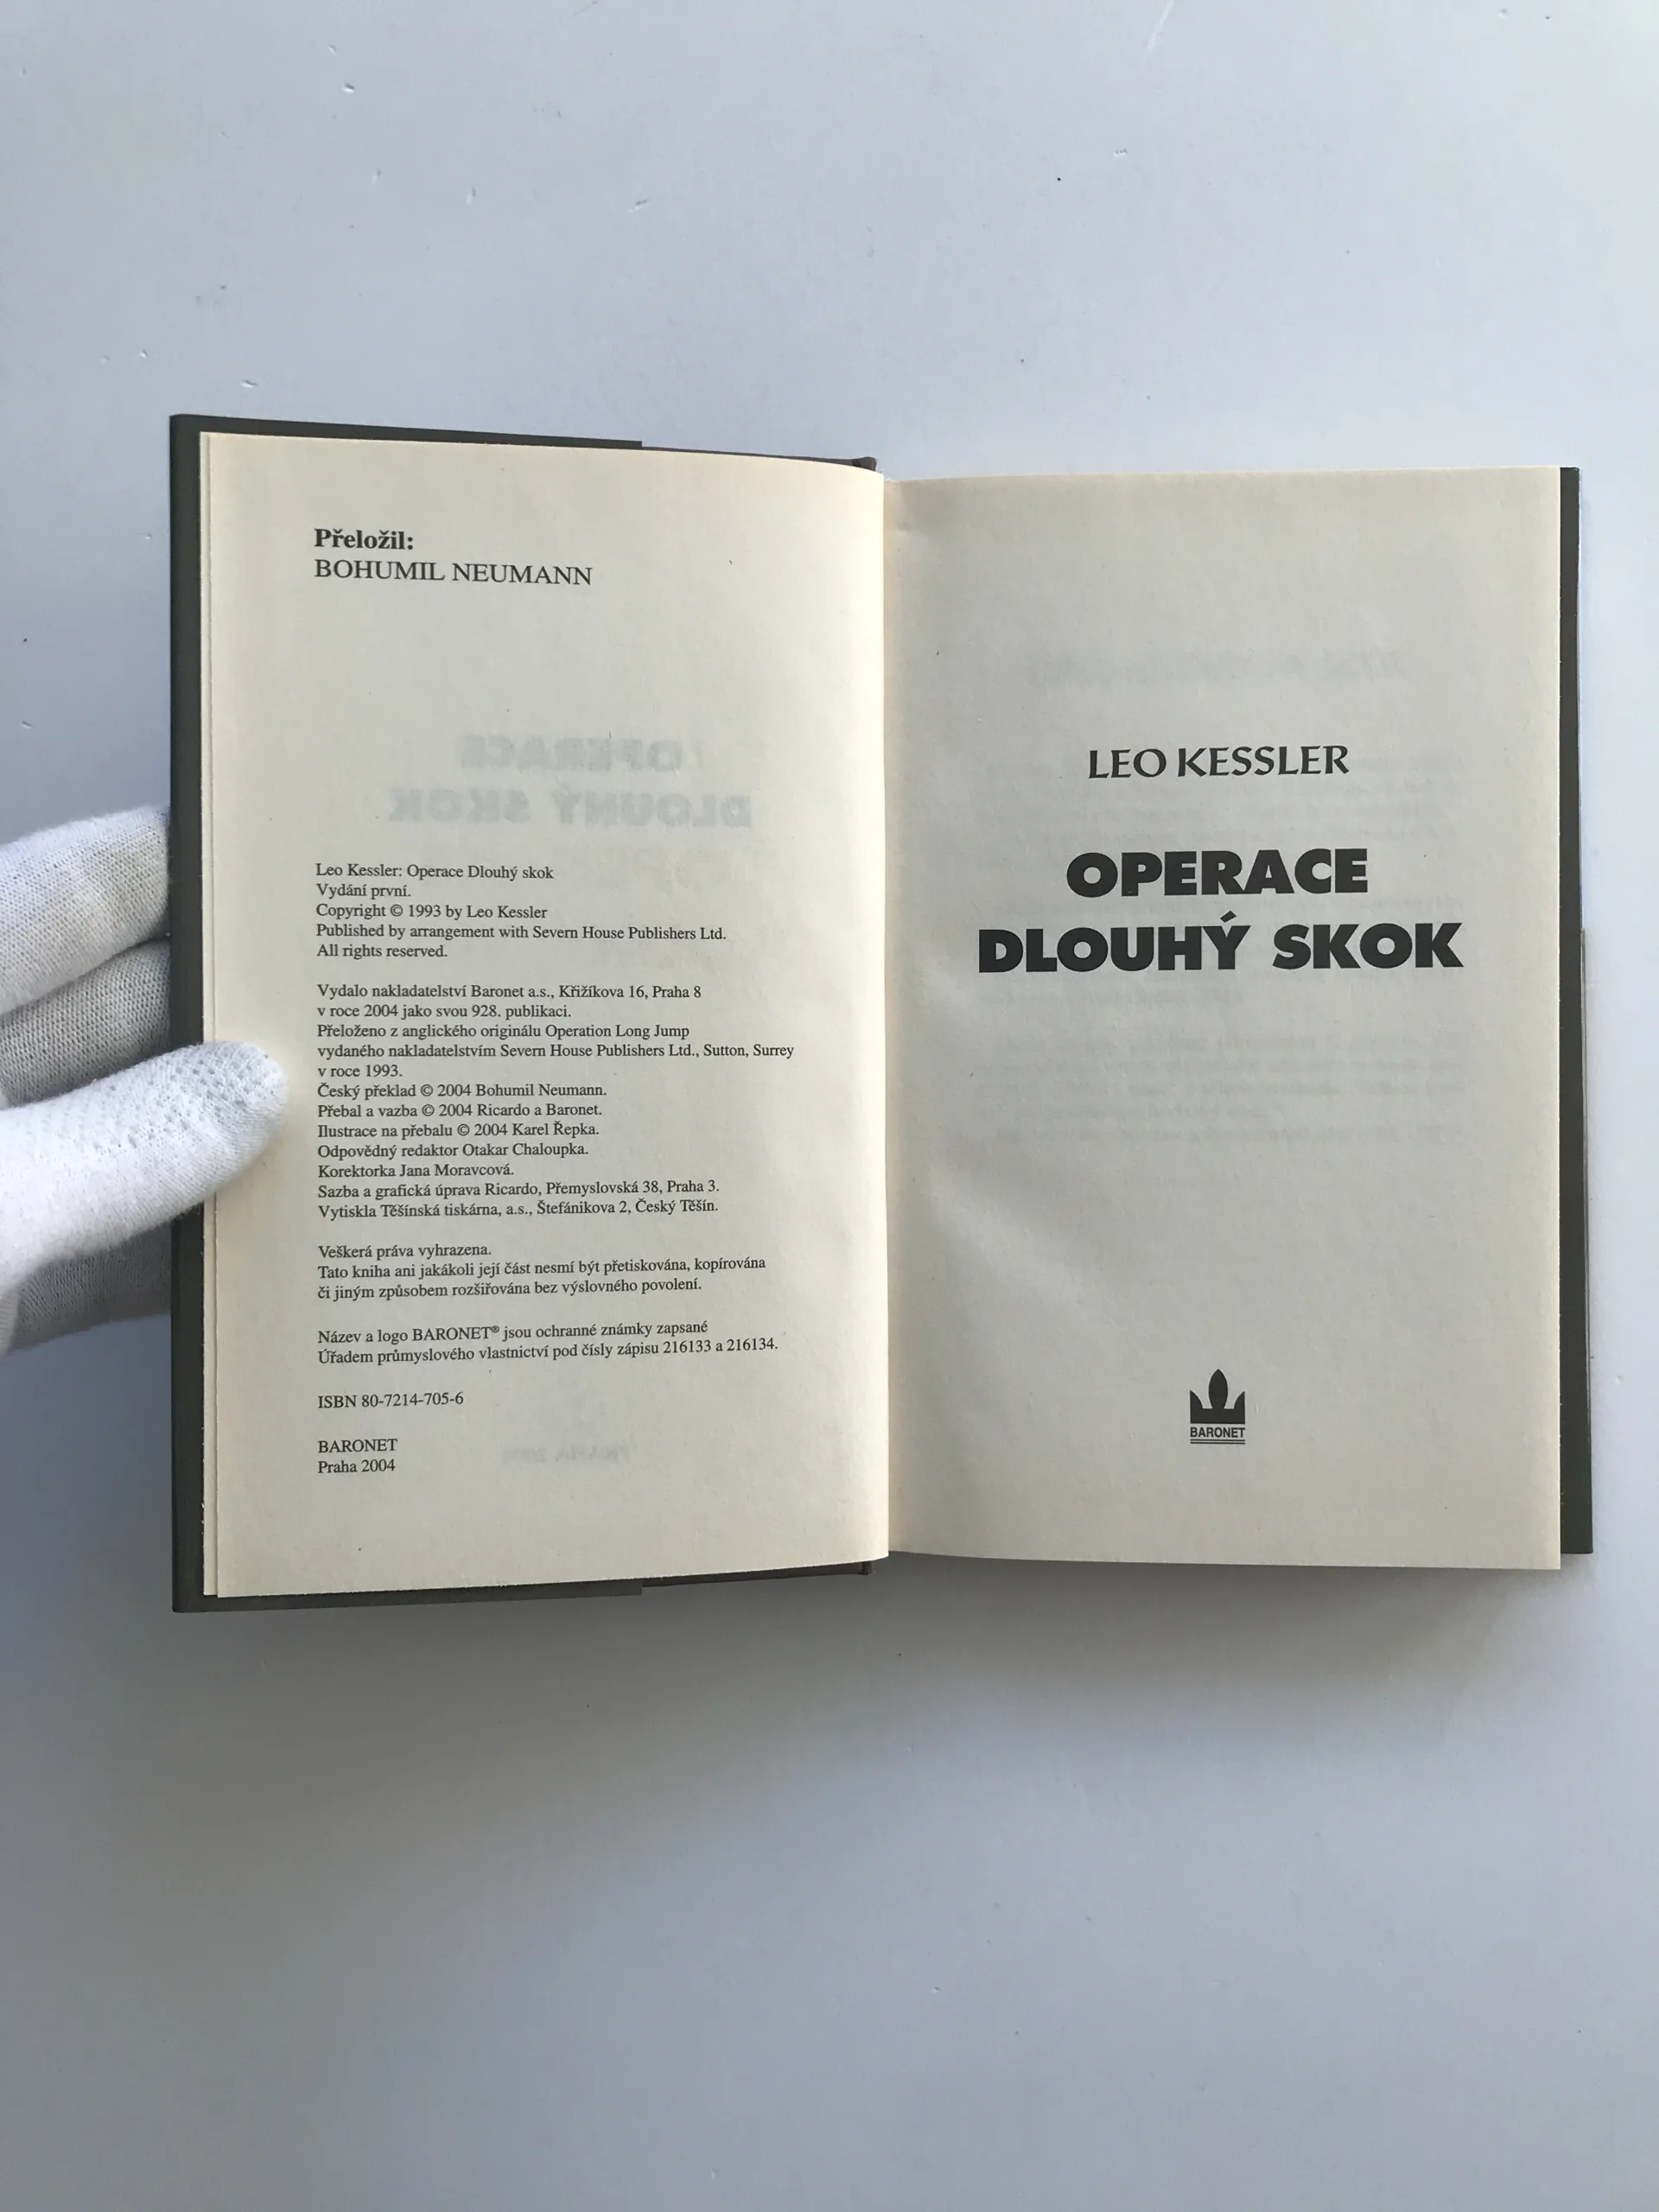 Přeložil:
BOHUMIL NEUMANN
Leo Kessler: Operace Dlouhý skok
Vydání první.
Copyright © 1993 by Leo Kessler
Published by arrangement with Severn House Publishers Ltd.
All rights reserved.
Vydalo nakladatelství Baronet a.s., Křižíkova 16, Praha 8
v roce 2004 jako svou 928. publikaci.
Přeloženo z anglického originálu Operation Long Jump
vydaného nakladatelstvím Severn House Publishers Ltd., Sutton, Surrey
v roce 1993.
Český překlad © 2004 Bohumil Neumann.
Přebal a vazba © 2004 Ricardo a Baronet.
Ilustrace na přebalu © 2004 Karel Řepka.
Odpovědný redaktor Otakar Chaloupka.
Korektorka Jana Moravcová.
Sazba a grafická úprava Ricardo, Přemyslovská 38, Praha 3.
Vytiskla Těšínská tiskárna, a.s., Štefánikova 2, Český Těšín.
Veškerá práva vyhrazena.
Tato kniha ani jakákoli její část nesmí být přetiskována, kopírována
či jiným způsobem rozšiřována bez výslovného povolení.
Název a logo BARONET® jsou ochranné známky zapsané
Úřadem průmyslového vlastnictví pod čísly zápisu 216133 a 216134.
ISBN 80-7214-705-6
BARONET
Praha 2004
LEO KESSLER
OPERACE
DLOUHÝ SKOK
BARONET